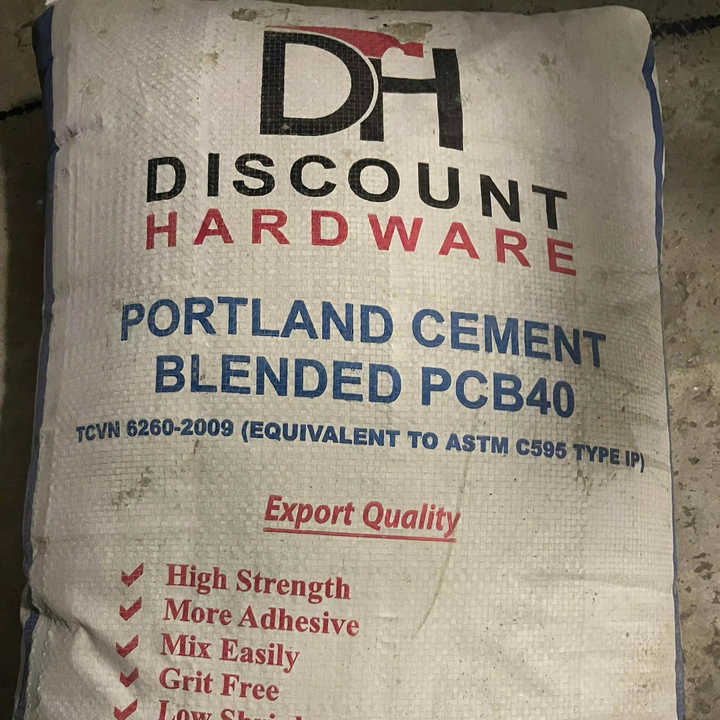 DH
DISCOUNT
HARDWARE
PORTLAND CEMENT
BLENDED PCB40
TCVN 6260-2009 (EQUIVALENT TO ASTM C595 TYPE IP)
Export Quality
High Strength
More Adhesive
Mix Easily
Grit Free
Low